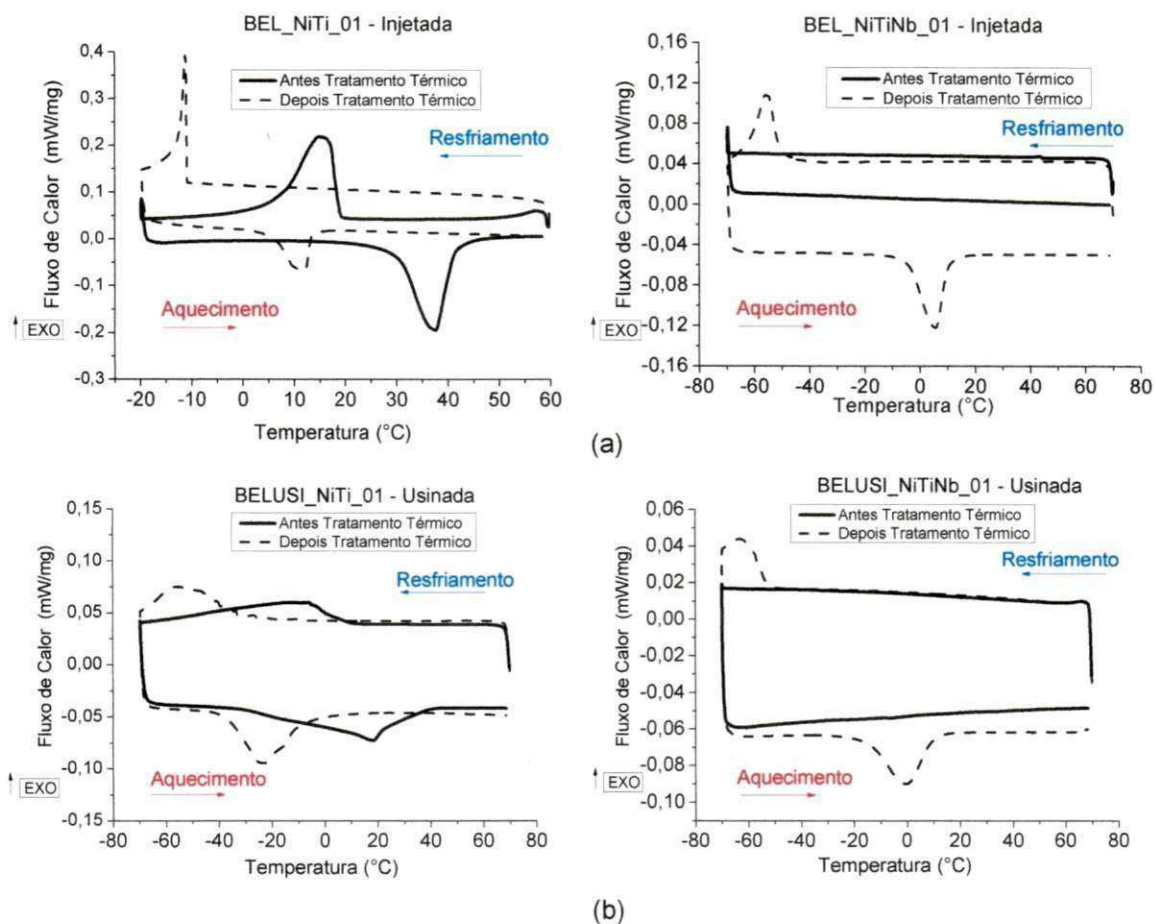 BEL_NiTi_01 - Injetada
Antes Tratamento Térmico
Depois Tratamento Térmico
Resfriamento
Aquecimento
EXO
Fluxo de Calor (mW/mg)
0,4
0,3
0,2
0,1
0,0
-0,1
-0,2
-0,3
-20 -10 0 10 20 30 40 50 60
Temperatura (°C)
BEL_NiTiNb_01 - Injetada
Antes Tratamento Térmico
Depois Tratamento Térmico
Resfriamento
Aquecimento
EXO
Fluxo de Calor (mW/mg)
0,16
0,12
0,08
0,04
0,00
-0,04
-0,08
-0,12
-0,16
-80 -60 -40 -20 0 20 40 60 80
Temperatura (°C)
(a)
BELUSI_NiTi_01 - Usinada
Antes Tratamento Térmico
Depois Tratamento Térmico
Resfriamento
Aquecimento
EXO
Fluxo de Calor (mW/mg)
0,15
0,10
0,05
0,00
-0,05
-0,10
-0,15
-80 -60 -40 -20 0 20 40 60 80
Temperatura (°C)
BELUSI_NiTiNb_01 - Usinada
Antes Tratamento Térmico
Depois Tratamento Térmico
Resfriamento
Aquecimento
EXO
Fluxo de Calor (mW/mg)
0,06
0,04
0,02
0,00
-0,02
-0,04
-0,06
-0,08
-0,10
-80 -60 -40 -20 0 20 40 60 80
Temperatura (°C)
(b)